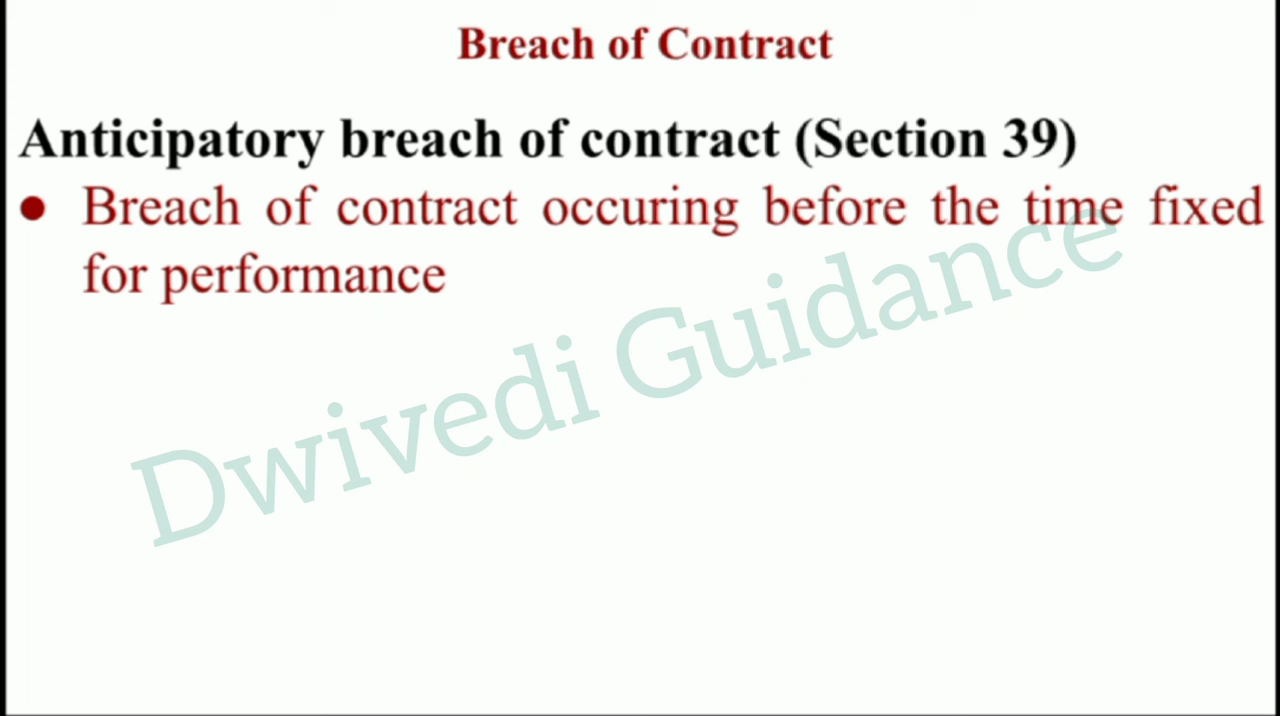 Breach of Contract
Anticipatory breach of contract (Section 39)
● Breach of contract occuring before the time fixed
for performance
Dwivedi Guidance